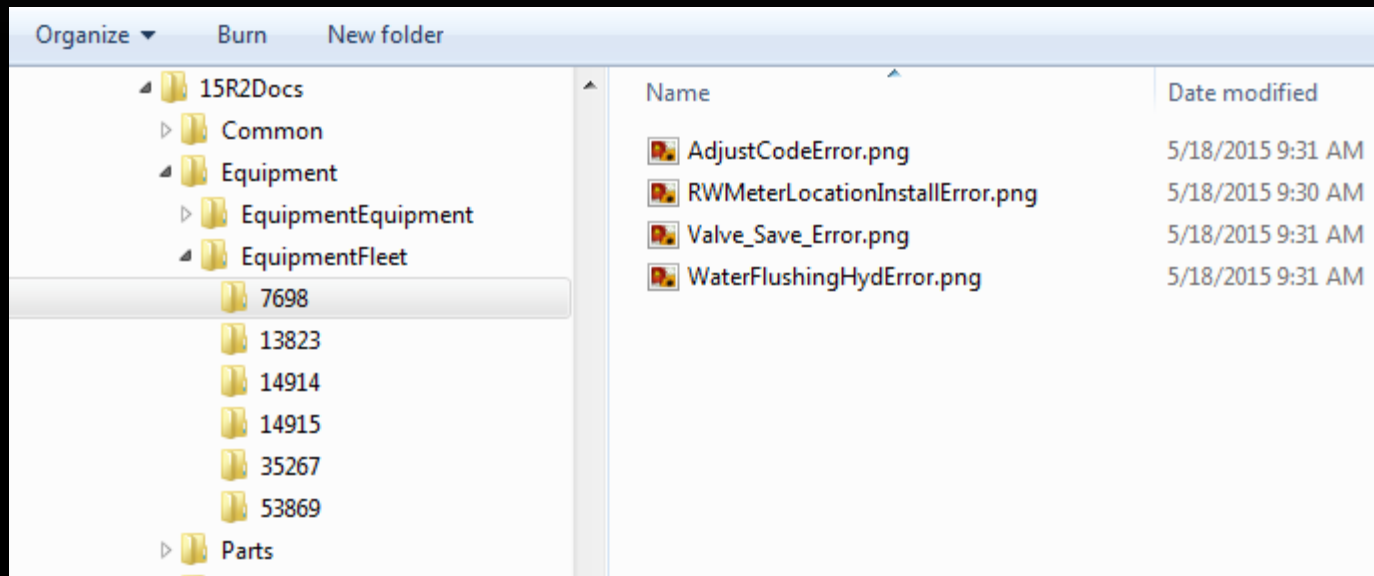 Organize Burn New folder
15R2Docs
Common
Equipment
EquipmentEquipment
EquipmentFleet
7698
13823
14914
14915
35267
53869
Parts
Name Date modified
AdjustCodeError.png 5/18/2015 9:31 AM
RWMeterLocationInstallError.png 5/18/2015 9:30 AM
Valve_Save_Error.png 5/18/2015 9:31 AM
WaterFlushingHydError.png 5/18/2015 9:31 AM